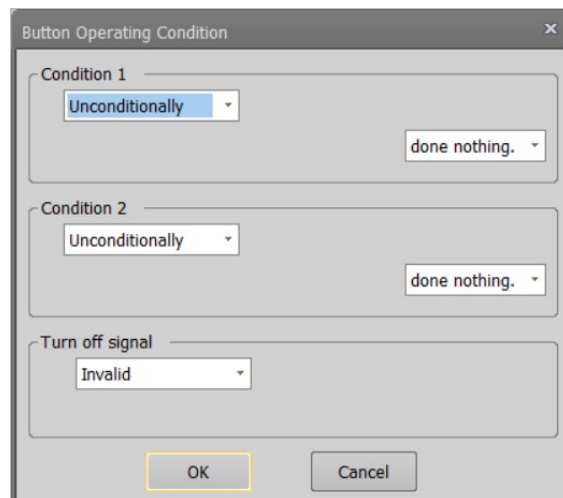 Button Operating Condition
Condition 1
Unconditionally
done nothing.
Condition 2
Unconditionally
done nothing.
Turn off signal
Invalid
OK Cancel